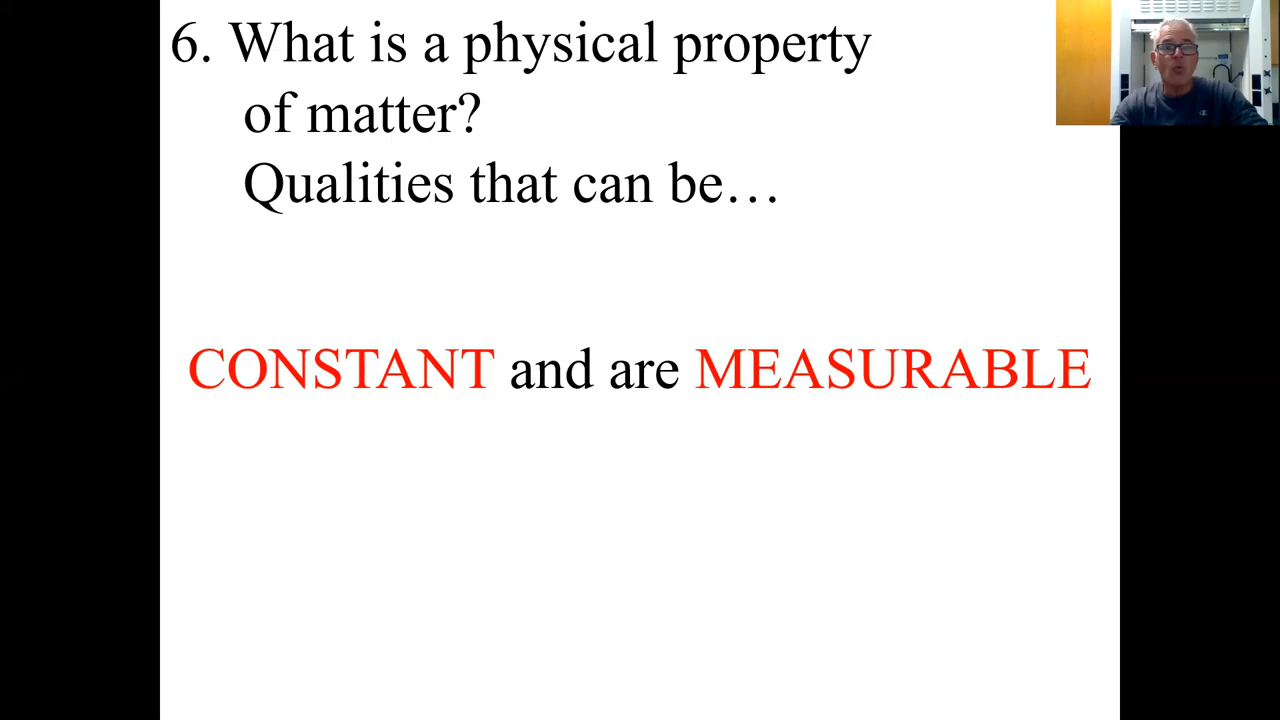 6. What is a physical property
of matter?
Qualities that can be…
CONSTANT and are MEASURABLE